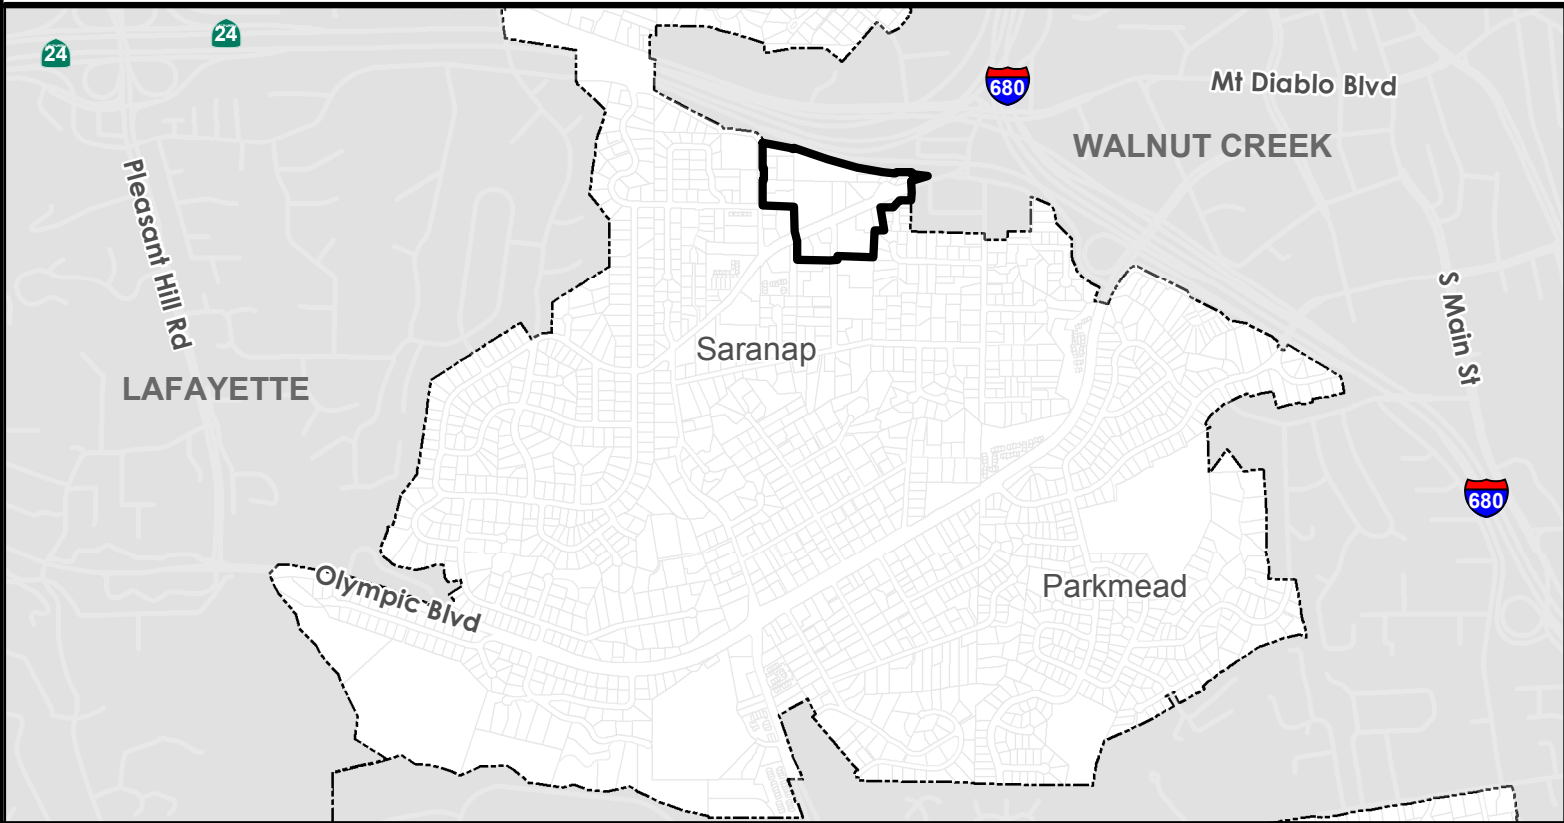 24
24
680
Mt Diablo Blvd
WALNUT CREEK
Pleasant Hill Rd
S Main St
Saranap
LAFAYETTE
680
Olympic Blvd
Parkmead